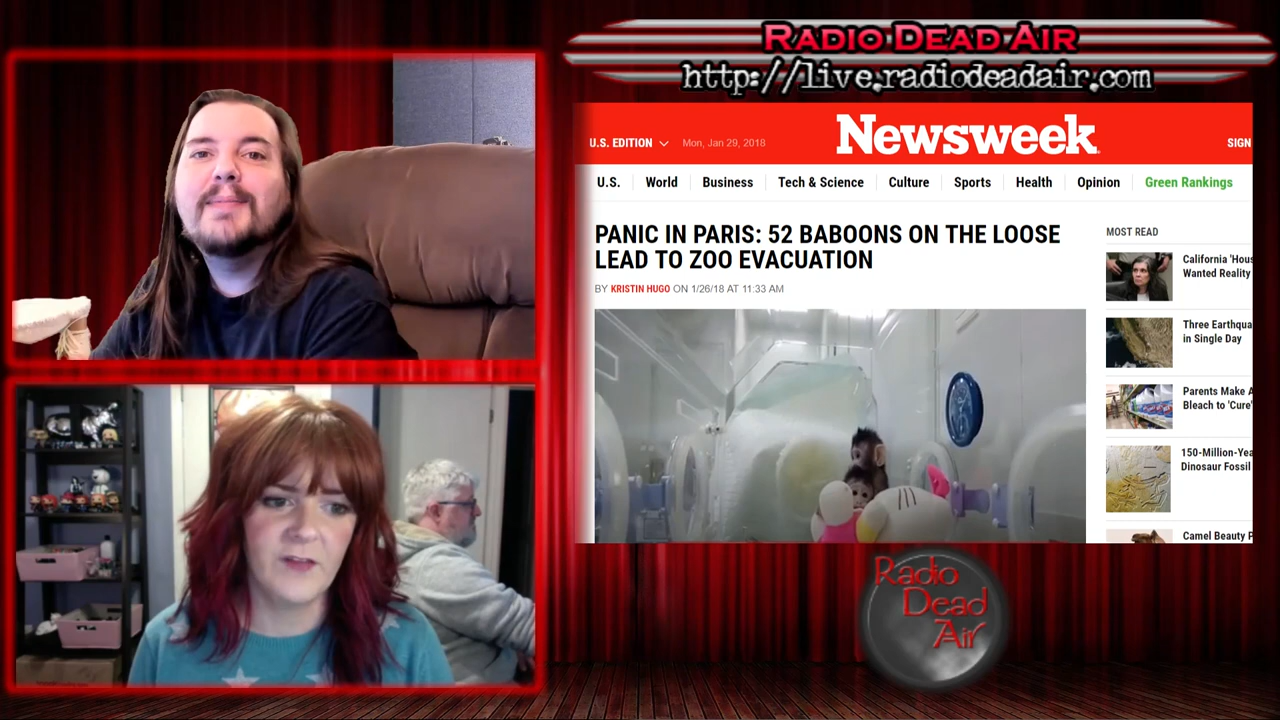 RADIO DEAD AIR
http://live.radiodeadair.com
U.S. EDITION
Mon, Jan 29, 2018
Newsweek
SIGN
U.S.
World
Business
Tech & Science
Culture
Sports
Health
Opinion
Green Rankings
PANIC IN PARIS: 52 BABOONS ON THE LOOSE
LEAD TO ZOO EVACUATION
BY KRISTIN HUGO ON 1/26/18 AT 11:33 AM
MOST READ
California 'Hous
Wanted Reality
Three Earthqua
in Single Day
Parents Make A
Bleach to 'Cure'
150-Million-Yea
Dinosaur Fossil
Camel Beauty P
Radio
Dead
Air